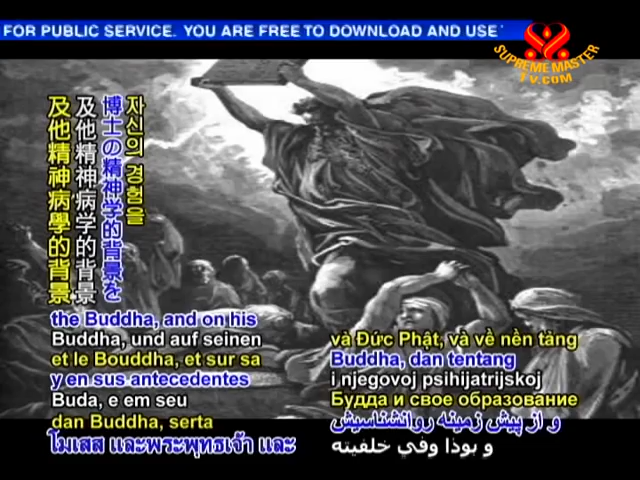 FOR PUBLIC SERVICE. YOU ARE FREE TO DOWNLOAD AND USE
SUPREME MASTER
TV.COM
자신의 경험을
博士の精神学的背景を
及他精神病学的背景
及他精神病學的背景
the Buddha, and on his
Buddha, und auf seinen
et le Bouddha, et sur sa
y en sus antecedentes
Buda, e em seu
dan Buddha, serta
โมเสส และพระพุทธเจ้า และ
và Đức Phật, và về nền tảng
Buddha, dan tentang
i njegovoj psihijatrijskoj
Будда и свое образование
و از پیش زمینه روانشناسیش
و بوذا وفي خلفيته